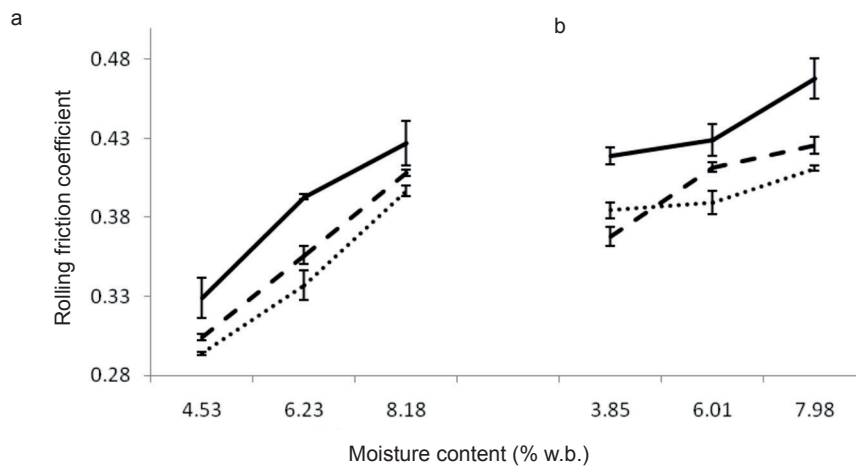 a
b
0.48
0.43
0.38
0.33
0.28
Rolling friction coefficient
4.53 6.23 8.18 3.85 6.01 7.98
Moisture content (% w.b.)